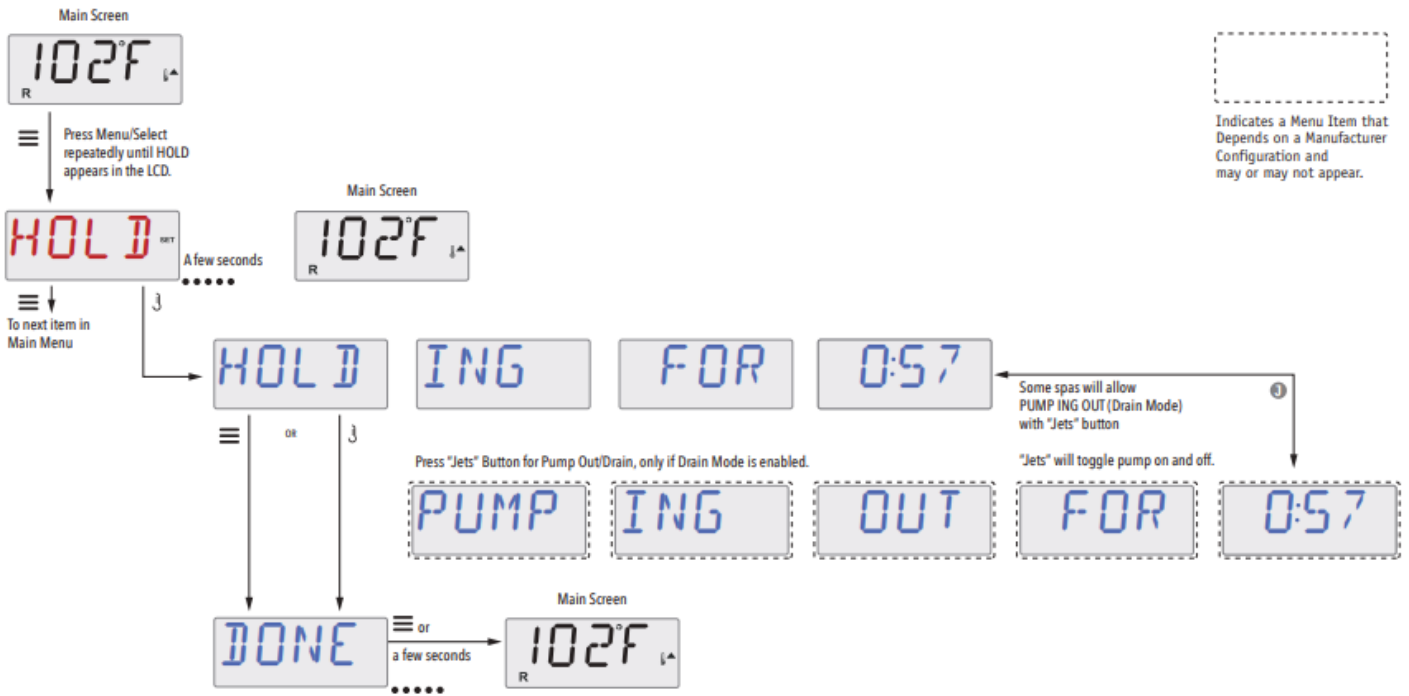 Main Screen
102°F
R
Press Menu/Select
repeatedly until HOLD
appears in the LCD.
Indicates a Menu Item that
Depends on a Manufacturer
Configuration and
may or may not appear.
HOLD SET
A few seconds
Main Screen
102°F
R
To next item in
Main Menu
HOLD ING FOR 0:57
Some spas will allow
PUMP ING OUT (Drain Mode)
with "Jets" button
J
OR
Press "Jets" Button for Pump Out/Drain, only if Drain Mode is enabled.
"Jets" will toggle pump on and off.
PUMP ING OUT FOR 0:57
DONE
or
a few seconds
Main Screen
102°F
R